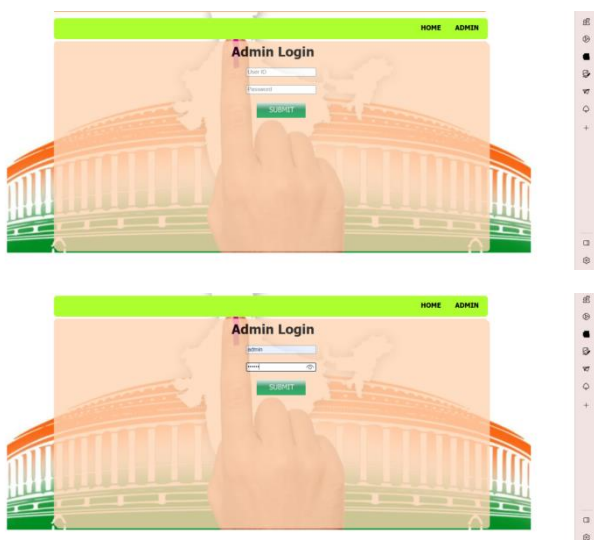 HOME ADMIN
Admin Login
User ID
Password
SUBMIT
HOME ADMIN
Admin Login
admin
•••••
SUBMIT